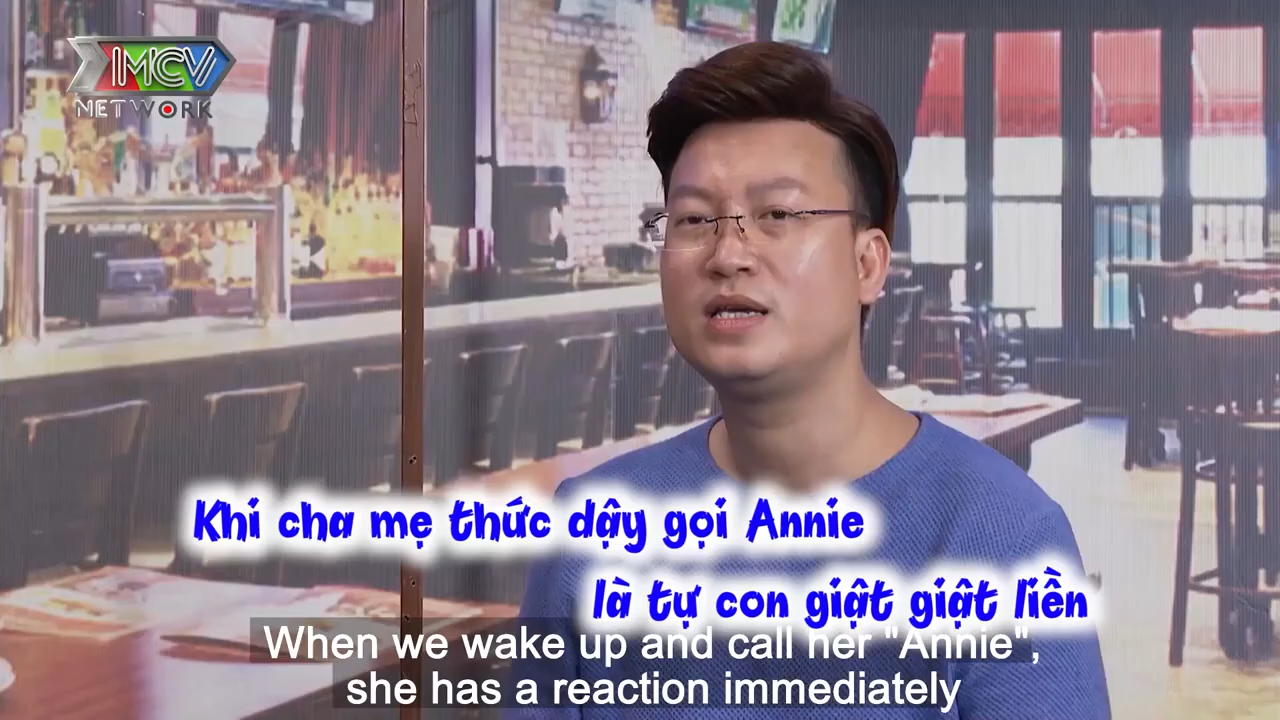 MCV
NETWORK
Khi cha mẹ thức dậy gọi Annie
là tự con giật giật liền
When we wake up and call her "Annie",
she has a reaction immediately